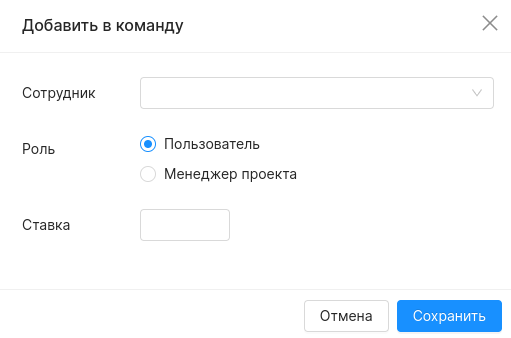 Добавить в команду
Сотрудник
Роль
Пользователь
Менеджер проекта
Ставка
Отмена
Сохранить